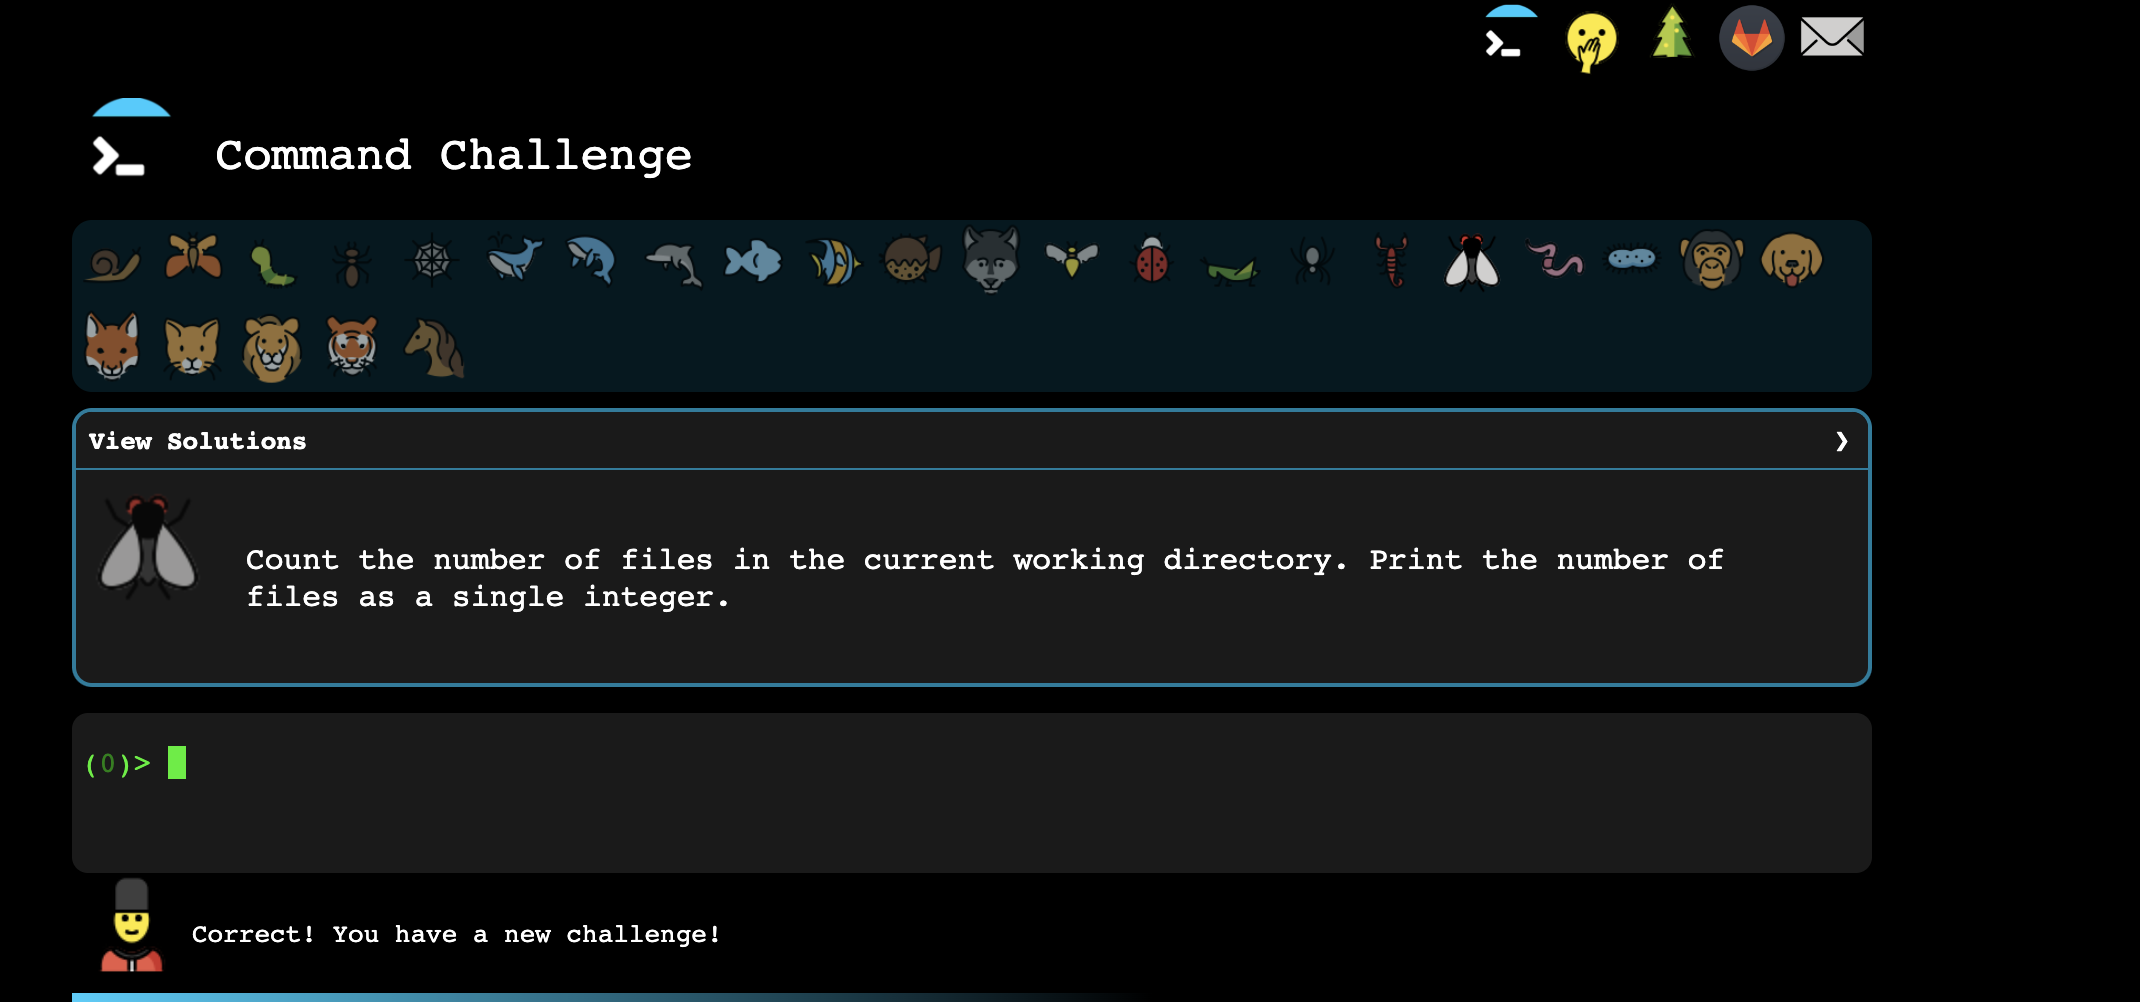 Command Challenge
View Solutions
Count the number of files in the current working directory. Print the number of
files as a single integer.
(0)>
Correct! You have a new challenge!